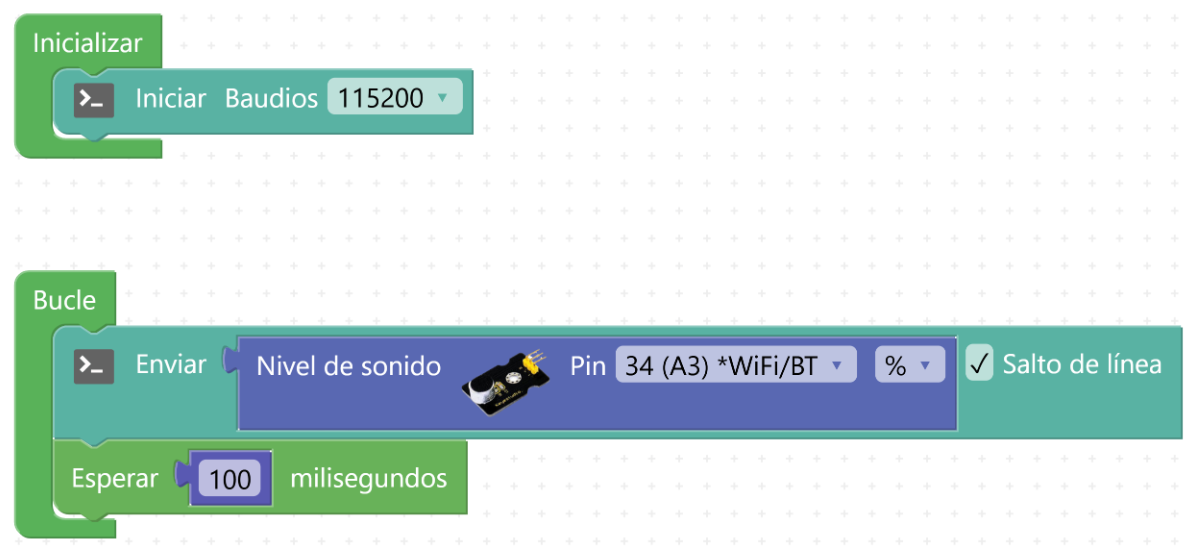 Inicializar
Iniciar Baudios 115200
Bucle
Enviar Nivel de sonido Pin 34 (A3) *WiFi/BT % ✓ Salto de línea
Esperar 100 milisegundos